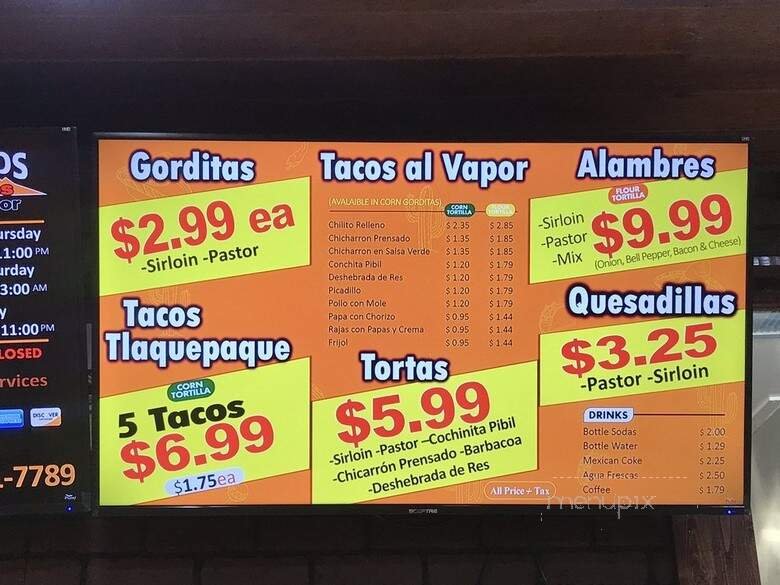 OS
S
or
ursday
11:00 PM
urday
3:00 AM
y
11:00 PM
LOSED
rvices
DISCOVER
-7789
Gorditas
$2.99 ea
-Sirloin -Pastor
Tacos
Tlaquepaque
CORN
TORTILLA
5 Tacos
$6.99
$1.75ea
Tacos al Vapor
(AVALAIBLE IN CORN GORDITAS)
CORN TORTILLA FLOUR TORTILLA
Chilito Relleno $ 2.35 $ 2.85
Chicharron Prensado $ 1.35 $ 1.85
Chicharron en Salsa Verde $ 1.35 $ 1.85
Conchita Pibil $ 1.20 $ 1.79
Deshebrada de Res $ 1.20 $ 1.79
Picadillo $ 1.20 $ 1.79
Pollo con Mole $ 1.20 $ 1.79
Papa con Chorizo $ 0.95 $ 1.44
Rajas con Papas y Crema $ 0.95 $ 1.44
Frijol $ 0.95 $ 1.44
Tortas
$5.99
-Sirloin -Pastor -Cochinita Pibil
-Chicarrón Prensado -Barbacoa
-Deshebrada de Res
All Price + Tax
Alambres
FLOUR
TORTILLA
-Sirloin
-Pastor
-Mix
$9.99
(Onion, Bell Pepper, Bacon & Cheese)
Quesadillas
$3.25
-Pastor -Sirloin
DRINKS
Bottle Sodas $ 2.00
Bottle Water $ 1.29
Mexican Coke $ 2.25
Agua Frescas $ 2.50
Coffee $ 1.79
SCEPTRE
menupix